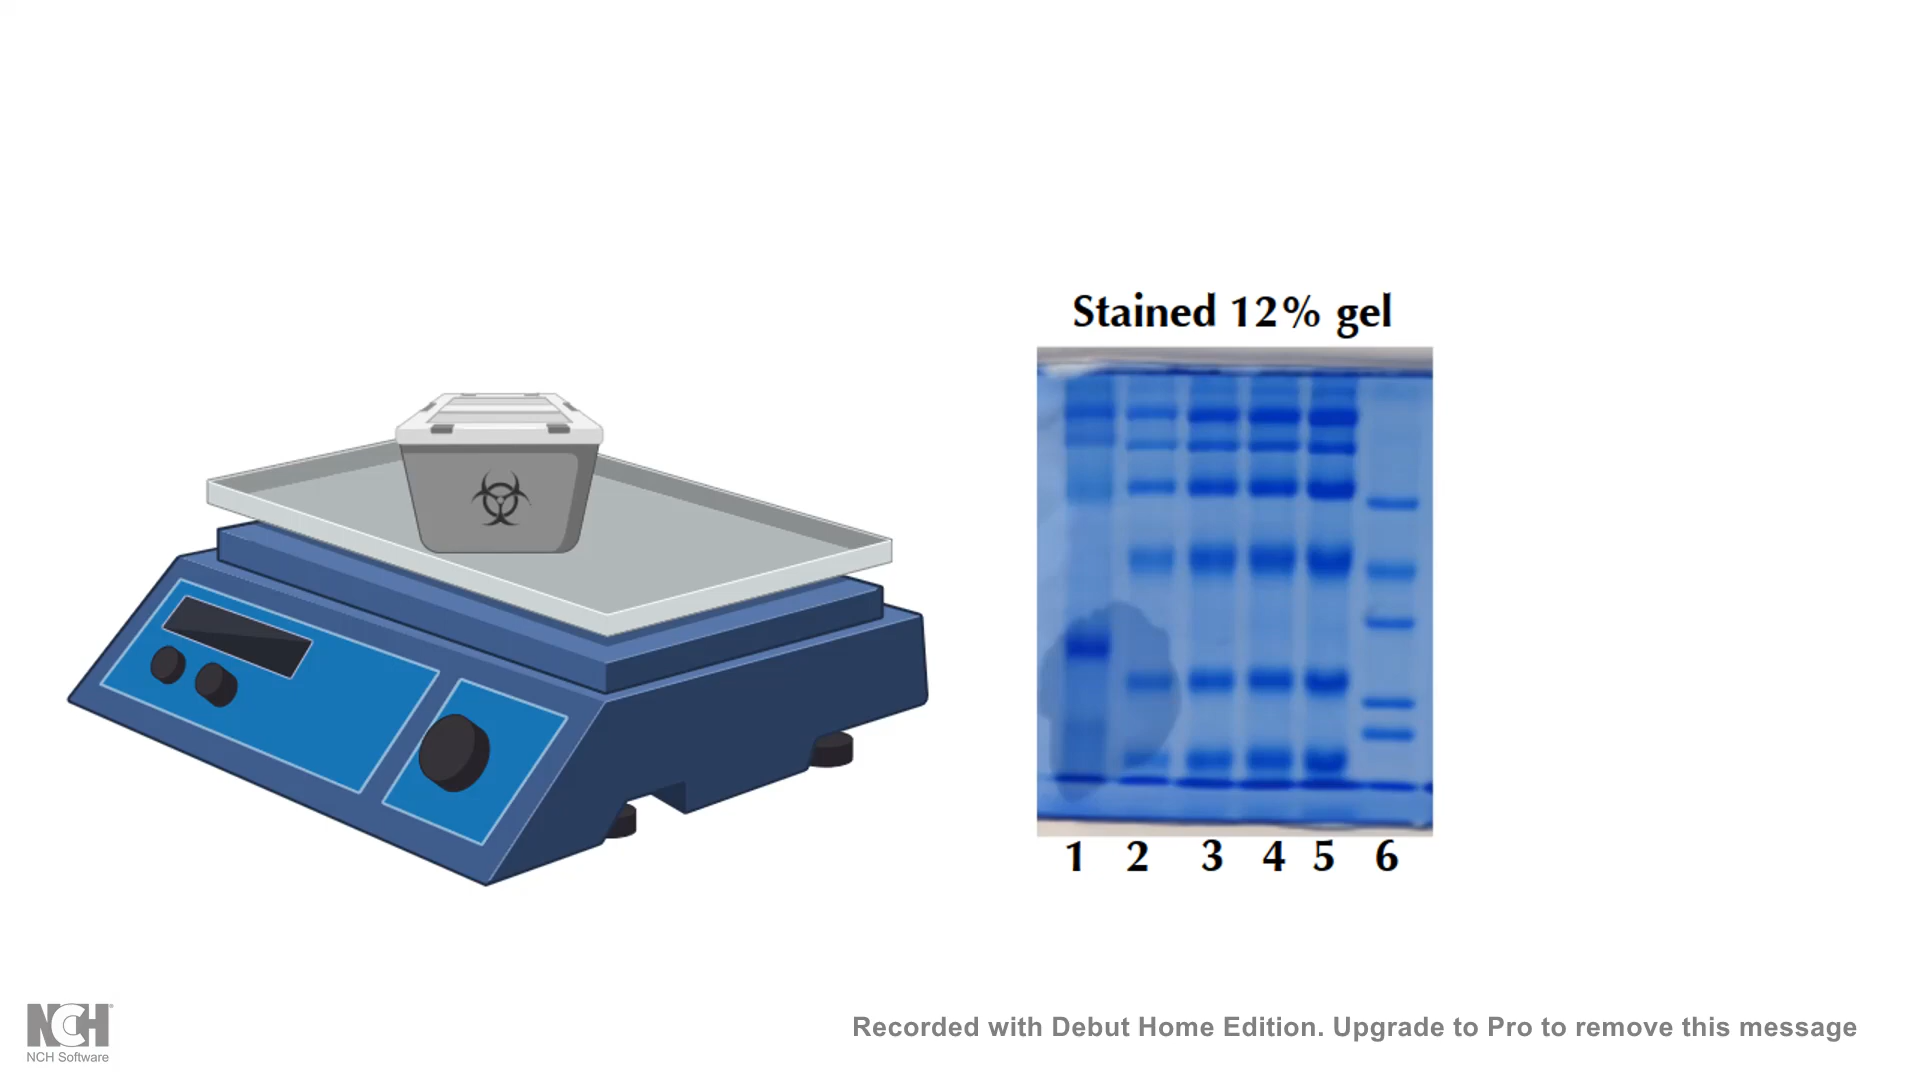 Stained 12% gel
1 2 3 4 5 6
NCH
NCH Software
Recorded with Debut Home Edition. Upgrade to Pro to remove this message